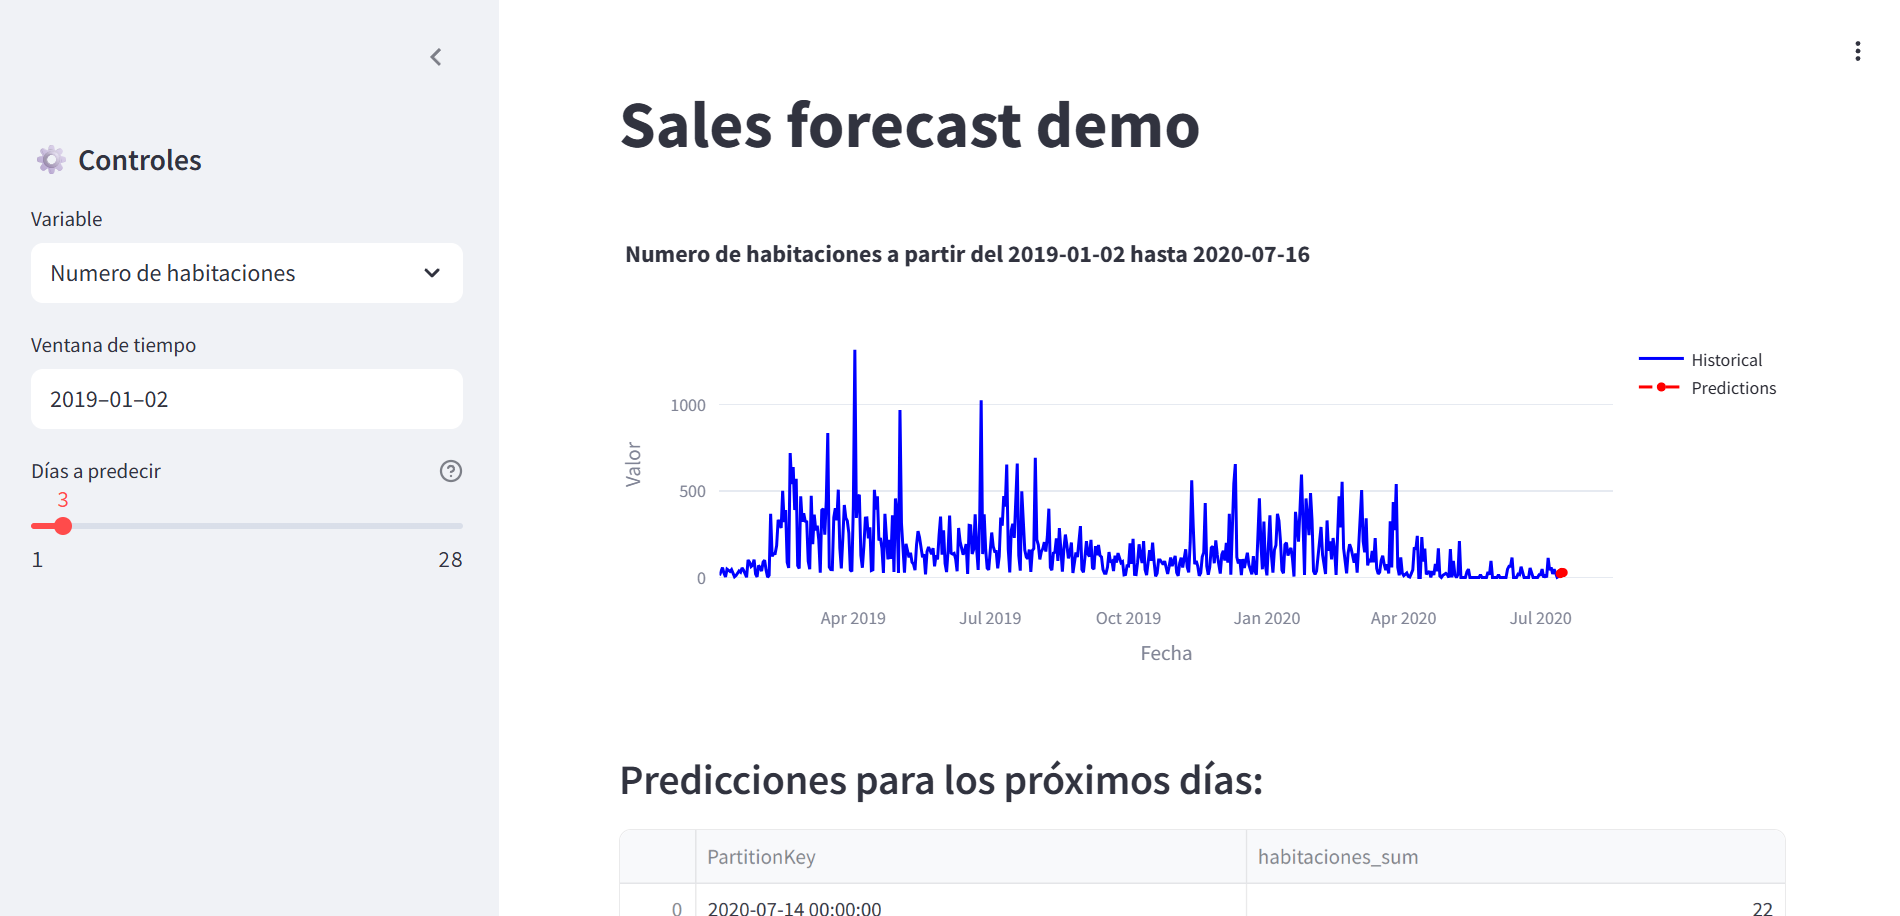 Controles
Variable
Numero de habitaciones
Ventana de tiempo
2019–01–02
Días a predecir
3
1 28
Sales forecast demo
Numero de habitaciones a partir del 2019-01-02 hasta 2020-07-16
Historical
Predictions
1000
500
0
Valor
Apr 2019 Jul 2019 Oct 2019 Jan 2020 Apr 2020 Jul 2020
Fecha
Predicciones para los próximos días:
PartitionKey habitaciones_sum
0 2020-07-14 00:00:00 22